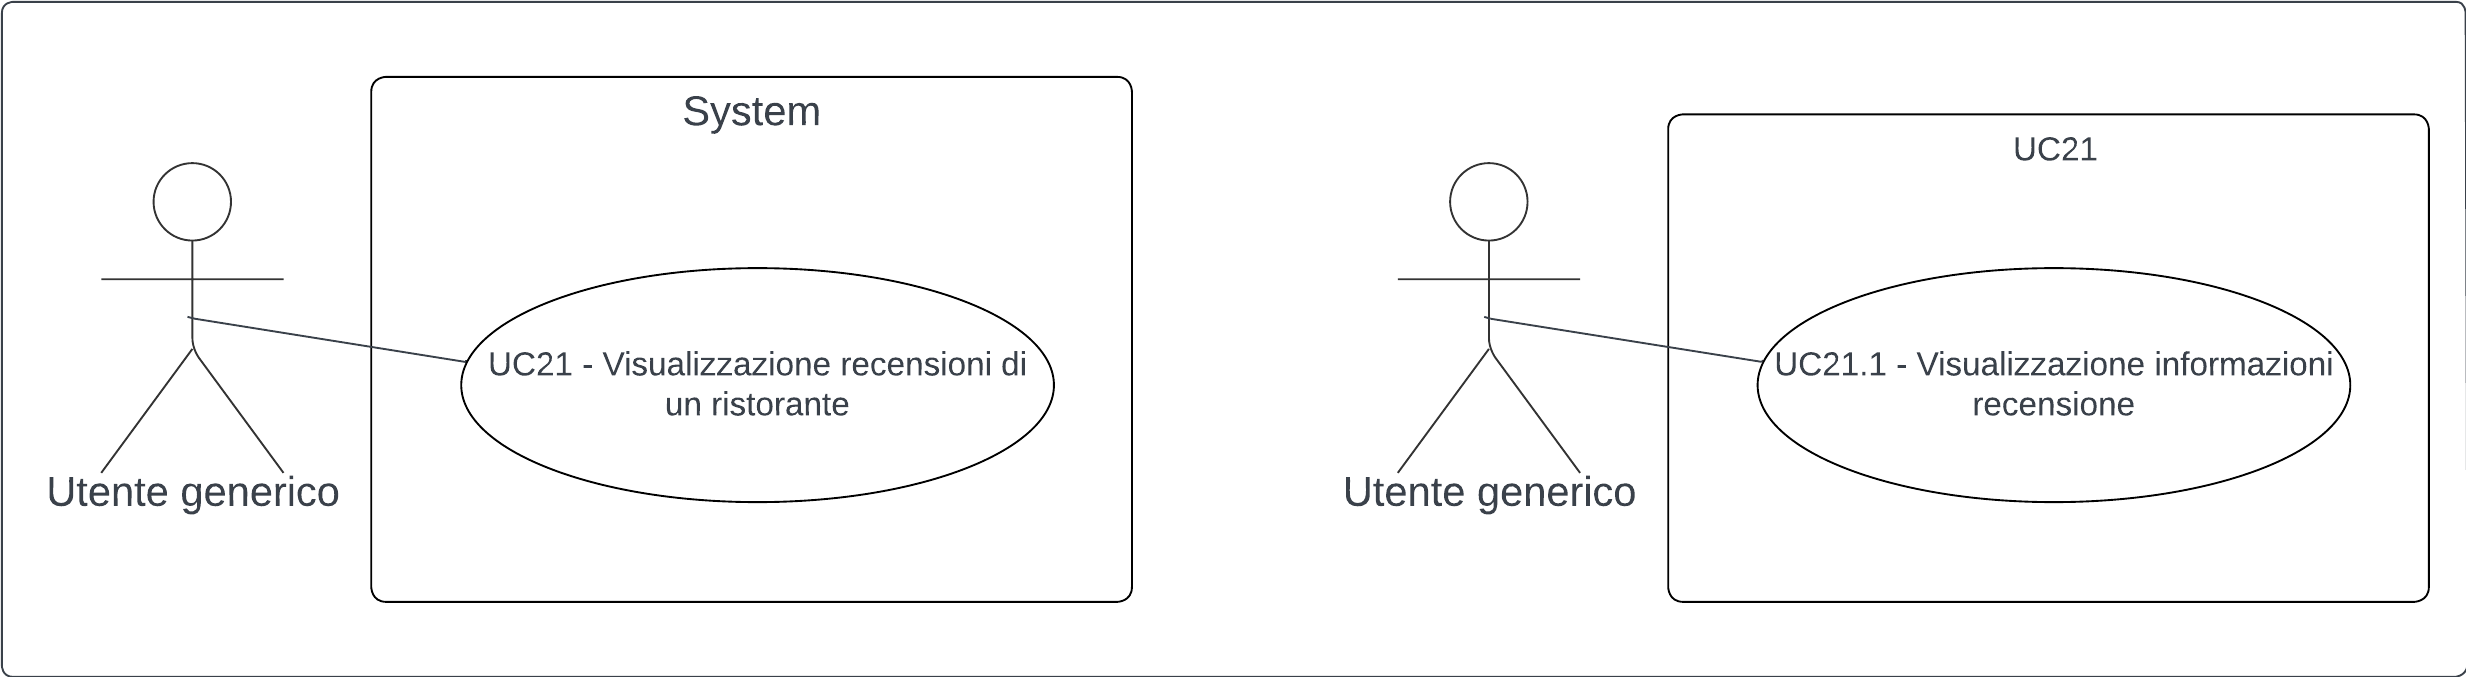 System
UC21 - Visualizzazione recensioni di
un ristorante
Utente generico
UC21
UC21.1 - Visualizzazione informazioni
recensione
Utente generico